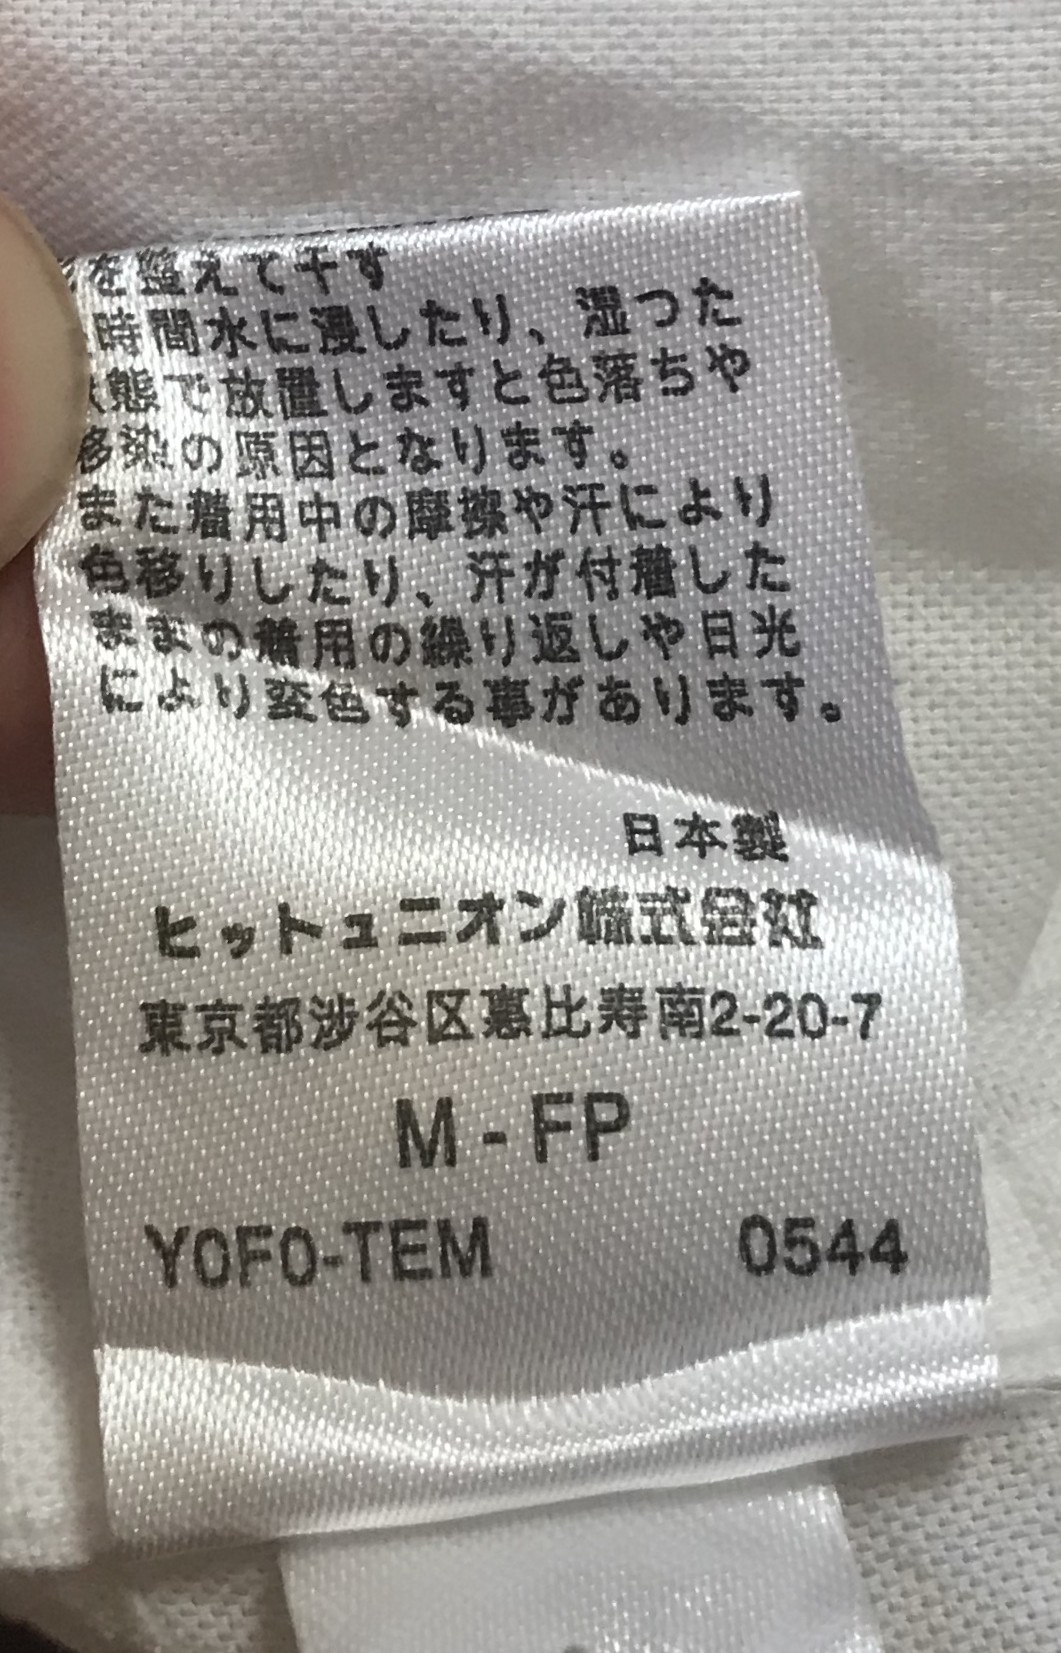 を整えて干す
時間水に浸したり、湿った
態で放置しますと色落ちや
移染の原因となります。
また着用中の摩擦や汗により
色移りしたり、汗が付着した
ままの着用の繰り返しや日光
により変色する事があります。
日本製
ヒットユニオン株式会社
東京都渋谷区恵比寿南2-20-7
M-FP
Y0F0-TEM 0544